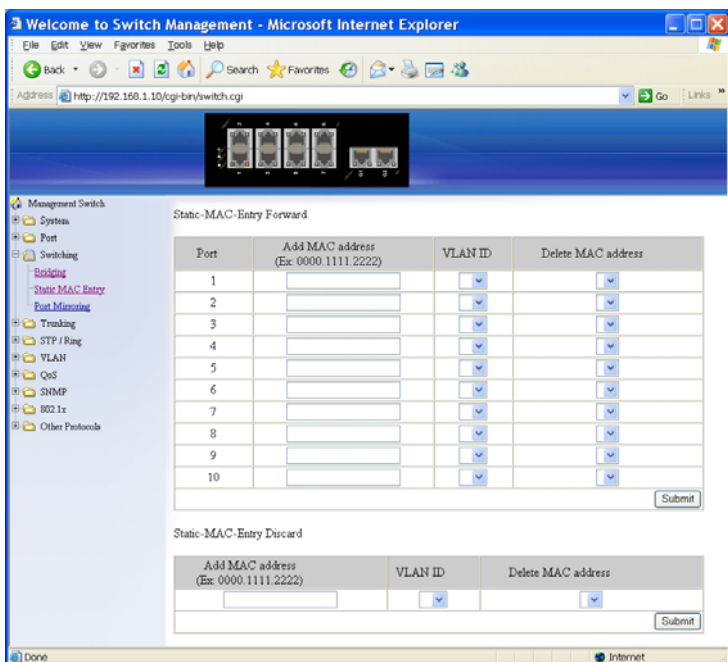 Welcome to Switch Management - Microsoft Internet Explorer
File Edit View Favorites Tools Help
Back Search Favorites
Address http://192.168.1.10/cgi-bin/switch.cgi Go Links »
Management Switch
System
Port
Switching
Bridging
Static MAC Entry
Port Mirroring
Trunking
STP / Ring
VLAN
QoS
SNMP
802.1x
Other Protocols
Static-MAC-Entry Forward
Port Add MAC address (Ex: 0000.1111.2222) VLAN ID Delete MAC address
1
2
3
4
5
6
7
8
9
10
Submit
Static-MAC-Entry Discard
Add MAC address (Ex: 0000.1111.2222) VLAN ID Delete MAC address
Submit
Done Internet